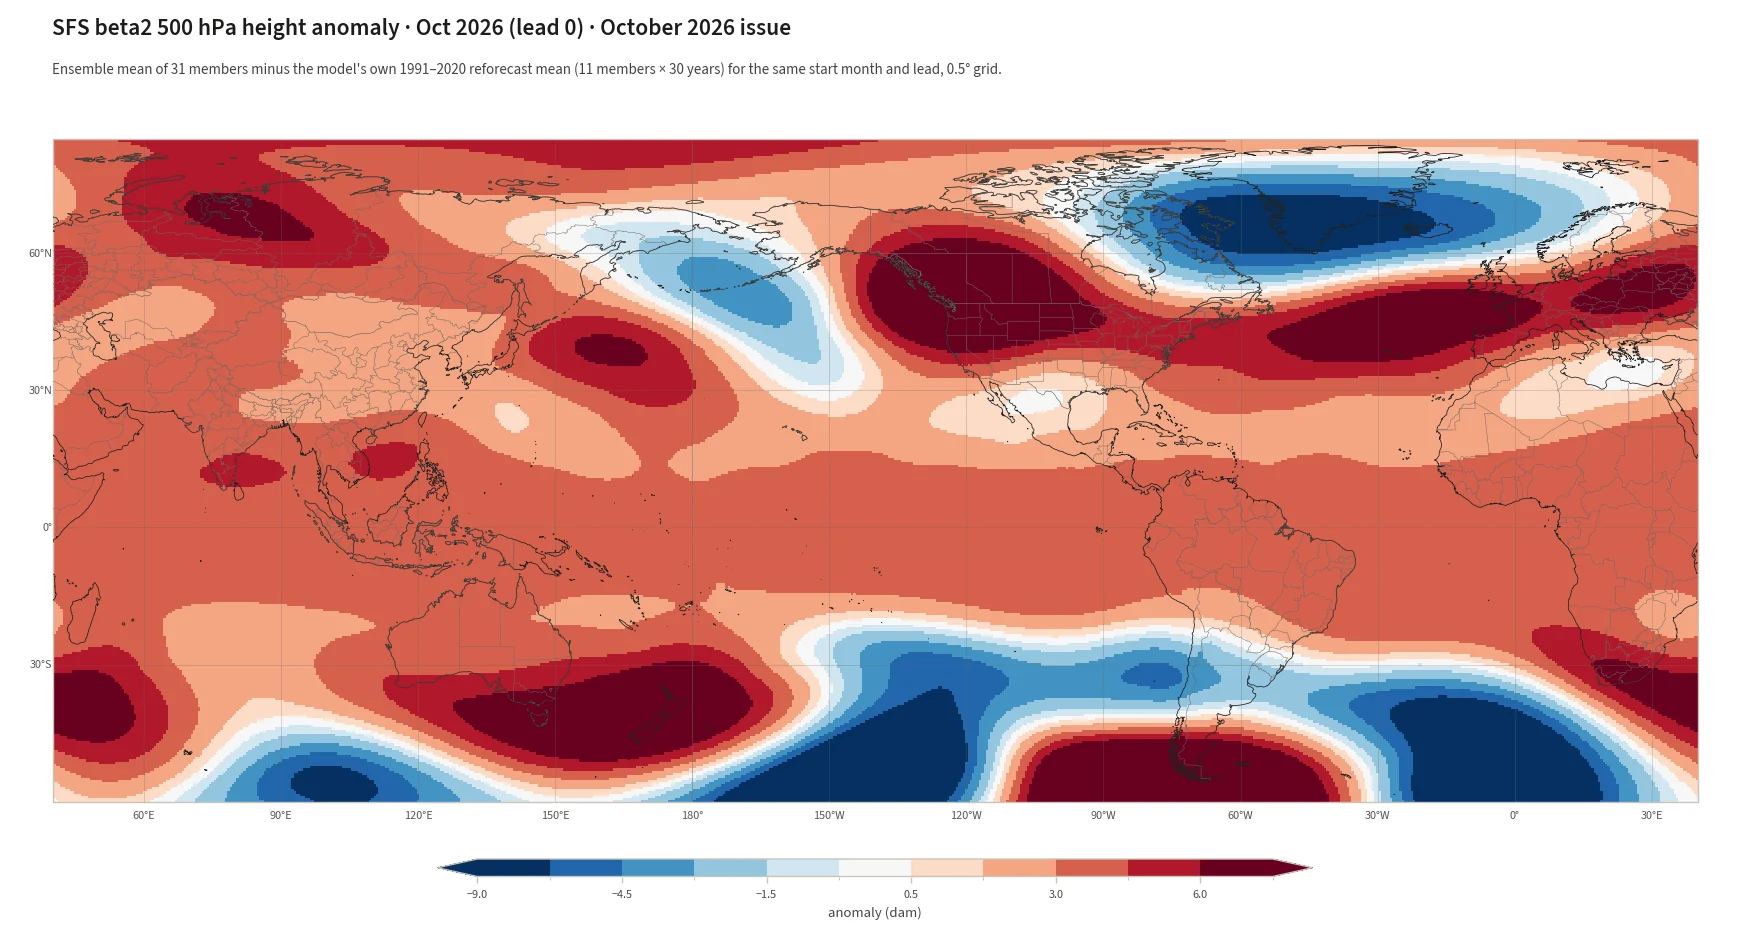 SFS beta2 500 hPa height anomaly · Oct 2026 (lead 0) · October 2026 issue
Ensemble mean of 31 members minus the model's own 1991–2020 reforecast mean (11 members × 30 years) for the same start month and lead, 0.5° grid.
60°N
30°N
0°
30°S
60°E
90°E
120°E
150°E
180°
150°W
120°W
90°W
60°W
30°W
0°
30°E
−9.0
−4.5
−1.5
0.5
3.0
6.0
anomaly (dam)